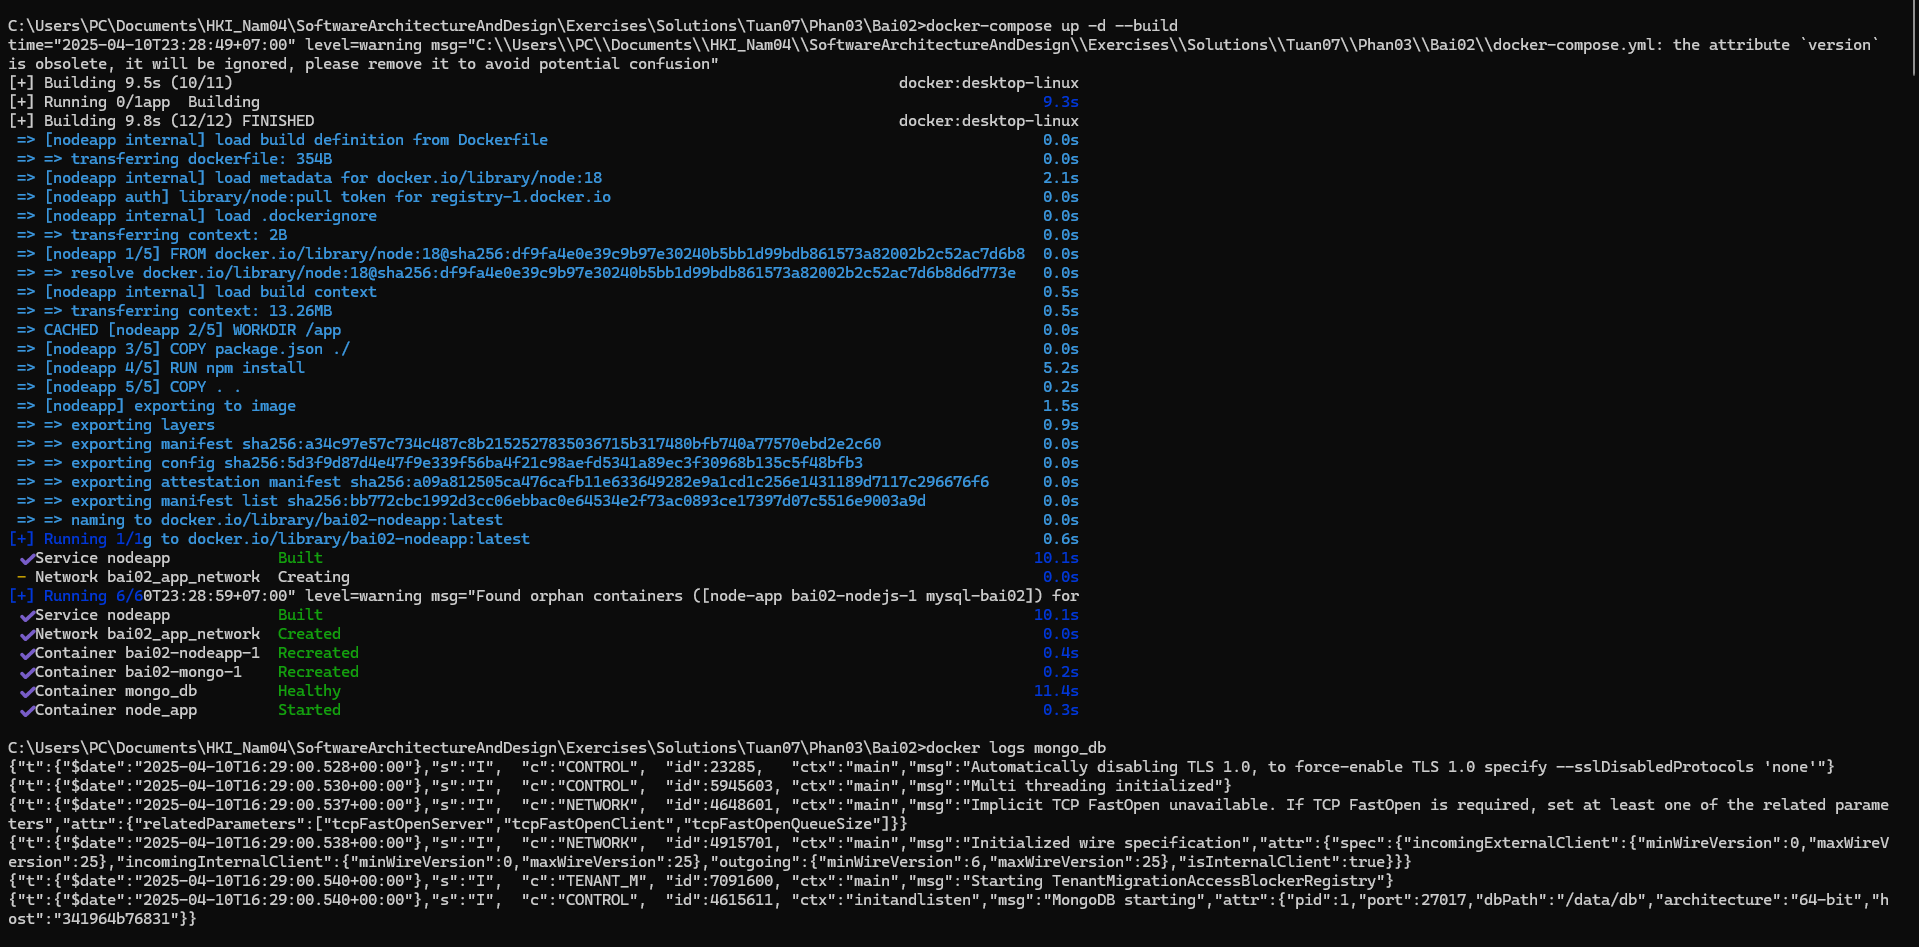 C:\Users\PC\Documents\HKI_Nam04\SoftwareArchitectureAndDesign\Exercises\Solutions\Tuan07\Phan03\Bai02>docker-compose up -d --build
time="2025-04-10T23:28:49+07:00" level=warning msg="C:\\Users\\PC\\Documents\\HKI_Nam04\\SoftwareArchitectureAndDesign\\Exercises\\Solutions\\Tuan07\\Phan03\\Bai02\\docker-compose.yml: the attribute `version`
is obsolete, it will be ignored, please remove it to avoid potential confusion"
[+] Building 9.5s (10/11) docker:desktop-linux
[+] Running 0/1app  Building 9.3s
[+] Building 9.8s (12/12) FINISHED docker:desktop-linux
=> [nodeapp internal] load build definition from Dockerfile 0.0s
=> => transferring dockerfile: 354B 0.0s
=> [nodeapp internal] load metadata for docker.io/library/node:18 2.1s
=> [nodeapp auth] library/node:pull token for registry-1.docker.io 0.0s
=> [nodeapp internal] load .dockerignore 0.0s
=> => transferring context: 2B 0.0s
=> [nodeapp 1/5] FROM docker.io/library/node:18@sha256:df9fa4e0e39c9b97e30240b5bb1d99bdb861573a82002b2c52ac7d6b8 0.0s
=> => resolve docker.io/library/node:18@sha256:df9fa4e0e39c9b97e30240b5bb1d99bdb861573a82002b2c52ac7d6b8d6d773e 0.0s
=> [nodeapp internal] load build context 0.5s
=> => transferring context: 13.26MB 0.5s
=> CACHED [nodeapp 2/5] WORKDIR /app 0.0s
=> [nodeapp 3/5] COPY package.json ./ 0.0s
=> [nodeapp 4/5] RUN npm install 5.2s
=> [nodeapp 5/5] COPY . . 0.2s
=> [nodeapp] exporting to image 1.5s
=> => exporting layers 0.9s
=> => exporting manifest sha256:a34c97e57c734c487c8b2152527835036715b317480bfb740a77570ebd2e2c60 0.0s
=> => exporting config sha256:5d3f9d87d4e47f9e339f56ba4f21c98aefd5341a89ec3f30968b135c5f48bfb3 0.0s
=> => exporting attestation manifest sha256:a09a812505ca476cafb11e633649282e9a1cd1c256e1431189d7117c296676f6 0.0s
=> => exporting manifest list sha256:bb772cbc1992d3cc06ebbac0e64534e2f73ac0893ce17397d07c5516e9003a9d 0.0s
=> => naming to docker.io/library/bai02-nodeapp:latest 0.0s
[+] Running 1/1g to docker.io/library/bai02-nodeapp:latest 0.6s
✔Service nodeapp Built 10.1s
- Network bai02_app_network Creating 0.0s
[+] Running 6/60T23:28:59+07:00" level=warning msg="Found orphan containers ([node-app bai02-nodejs-1 mysql-bai02]) for
✔Service nodeapp Built 10.1s
✔Network bai02_app_network Created 0.0s
✔Container bai02-nodeapp-1 Recreated 0.4s
✔Container bai02-mongo-1 Recreated 0.2s
✔Container mongo_db Healthy 11.4s
✔Container node_app Started 0.3s
C:\Users\PC\Documents\HKI_Nam04\SoftwareArchitectureAndDesign\Exercises\Solutions\Tuan07\Phan03\Bai02>docker logs mongo_db
{"t":{"$date":"2025-04-10T16:29:00.528+00:00"},"s":"I",  "c":"CONTROL",  "id":23285,   "ctx":"main","msg":"Automatically disabling TLS 1.0, to force-enable TLS 1.0 specify --sslDisabledProtocols 'none'"}
{"t":{"$date":"2025-04-10T16:29:00.530+00:00"},"s":"I",  "c":"CONTROL",  "id":5945603, "ctx":"main","msg":"Multi threading initialized"}
{"t":{"$date":"2025-04-10T16:29:00.537+00:00"},"s":"I",  "c":"NETWORK",  "id":4648601, "ctx":"main","msg":"Implicit TCP FastOpen unavailable. If TCP FastOpen is required, set at least one of the related parame
ters","attr":{"relatedParameters":["tcpFastOpenServer","tcpFastOpenClient","tcpFastOpenQueueSize"]}}
{"t":{"$date":"2025-04-10T16:29:00.538+00:00"},"s":"I",  "c":"NETWORK",  "id":4915701, "ctx":"main","msg":"Initialized wire specification","attr":{"spec":{"incomingExternalClient":{"minWireVersion":0,"maxWireV
ersion":25},"incomingInternalClient":{"minWireVersion":0,"maxWireVersion":25},"outgoing":{"minWireVersion":6,"maxWireVersion":25},"isInternalClient":true}}}
{"t":{"$date":"2025-04-10T16:29:00.540+00:00"},"s":"I",  "c":"TENANT_M", "id":7091600, "ctx":"main","msg":"Starting TenantMigrationAccessBlockerRegistry"}
{"t":{"$date":"2025-04-10T16:29:00.540+00:00"},"s":"I",  "c":"CONTROL",  "id":4615611, "ctx":"initandlisten","msg":"MongoDB starting","attr":{"pid":1,"port":27017,"dbPath":"/data/db","architecture":"64-bit","h
ost":"341964b76831"}}